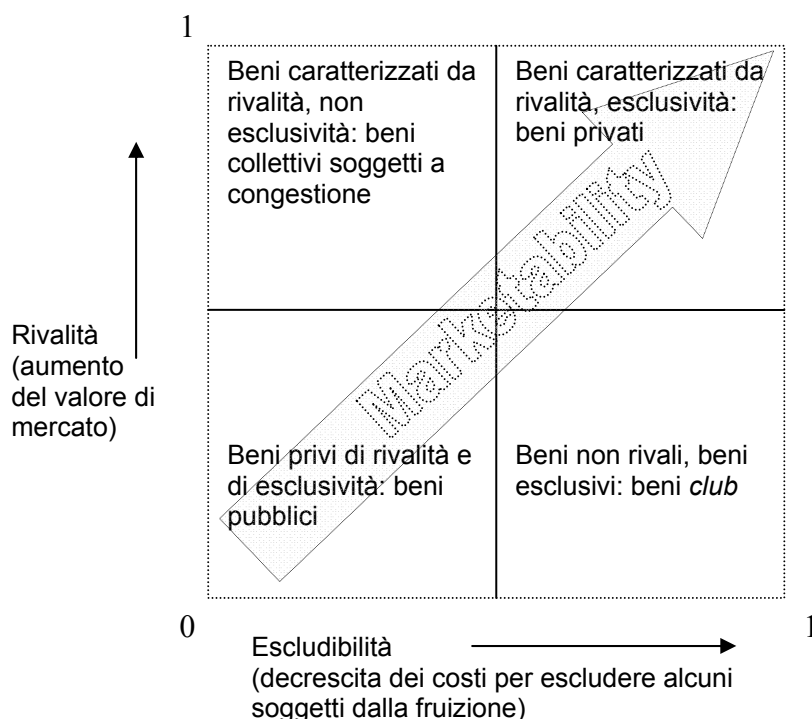 1
Beni caratterizzati da
rivalità, non
esclusività: beni
collettivi soggetti a
congestione
Beni caratterizzati da
rivalità, esclusività:
beni privati
Marketability
Rivalità
(aumento
del valore di
mercato)
Beni privi di rivalità e
di esclusività: beni
pubblici
Beni non rivali, beni
esclusivi: beni club
0
1
Escludibilità
(decrescita dei costi per escludere alcuni
soggetti dalla fruizione)